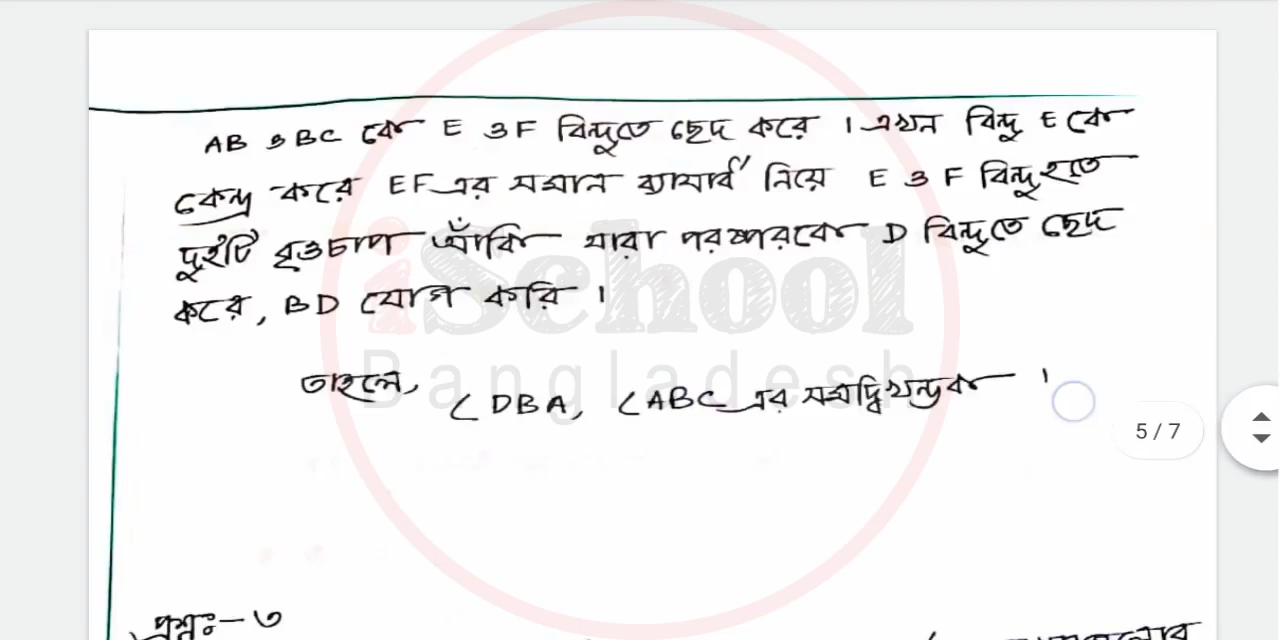 AB ও BC কে E ও F বিন্দুতে ছেদ করে । এখন বিন্দু E কে
কেন্দ্র করে EF এর সমান ব্যাসার্ধ নিয়ে E ও F বিন্দু হতে
দুইটি বৃত্তচাপ আঁকি যারা পরষ্পরকে D বিন্দুতে ছেদ
করে, BD যোগ করি ।
iSchool
Bangladesh
তাহলে, ∠DBA, ∠ABC এর সমদ্বিখন্ডক ।
5 / 7
প্রশ্নঃ- ৩